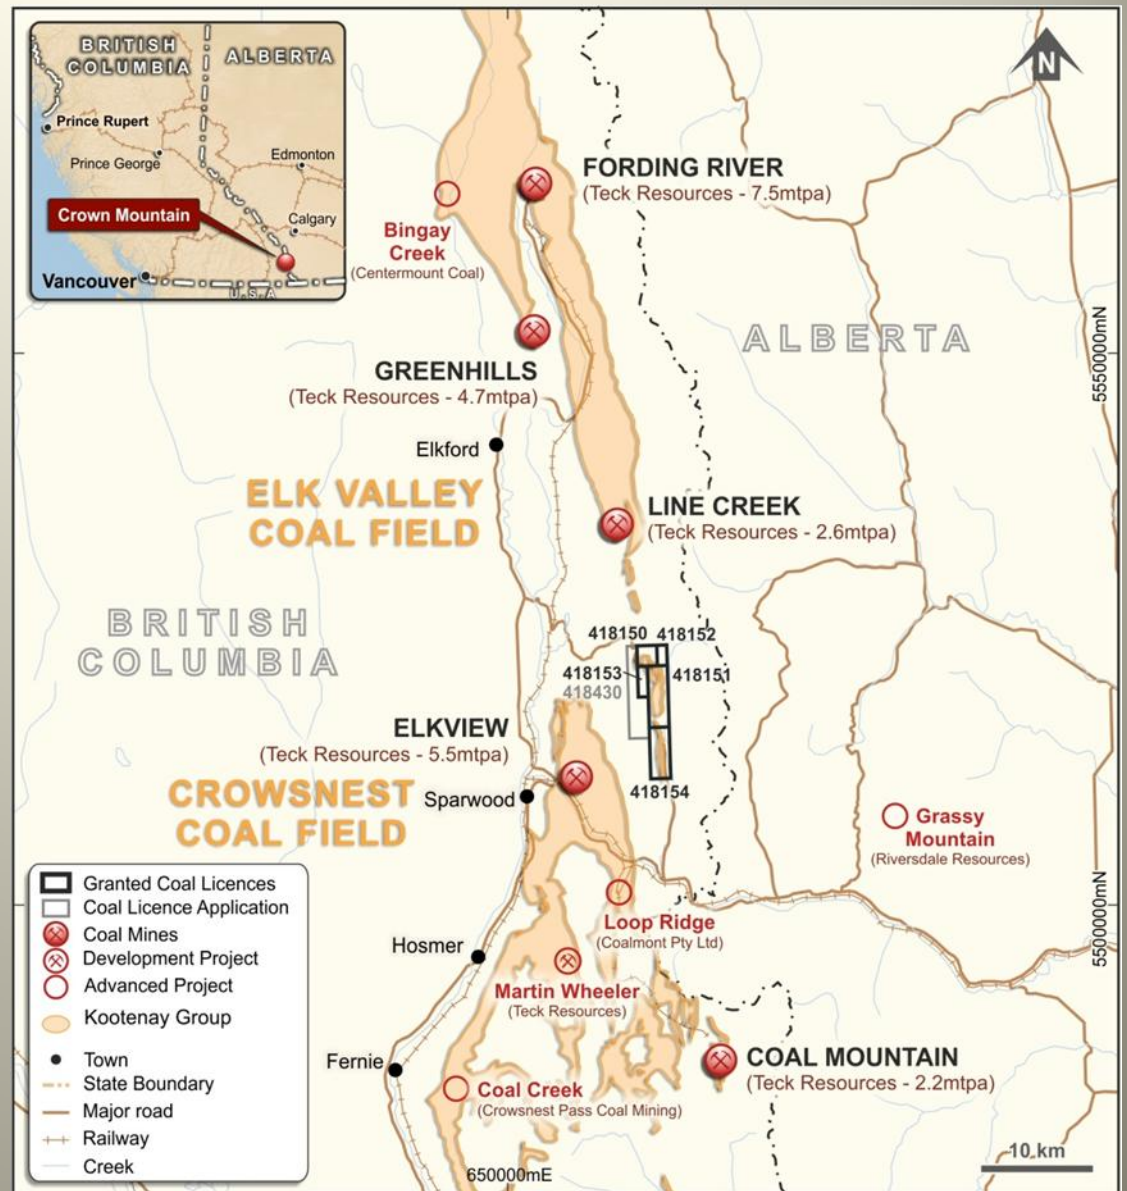 BRITISH
COLUMBIA
ALBERTA
Prince Rupert
Prince George
Edmonton
Crown Mountain
Calgary
Vancouver
U.S.A
N
FORDING RIVER
(Teck Resources - 7.5mtpa)
Bingay
Creek
(Centermount Coal)
ALBERTA
5550000mN
GREENHILLS
(Teck Resources - 4.7mtpa)
Elkford
ELK VALLEY
COAL FIELD
LINE CREEK
(Teck Resources - 2.6mtpa)
BRITISH
COLUMBIA
418150
418152
418153
418151
418430
ELKVIEW
(Teck Resources - 5.5mtpa)
418154
CROWSNEST
COAL FIELD
Sparwood
Grassy
Mountain
(Riversdale Resources)
Loop Ridge
(Coalmont Pty Ltd)
5500000mN
Hosmer
Martin Wheeler
(Teck Resources)
Fernie
COAL MOUNTAIN
(Teck Resources - 2.2mtpa)
Coal Creek
(Crowsnest Pass Coal Mining)
650000mE
10 km
Granted Coal Licences
Coal Licence Application
Coal Mines
Development Project
Advanced Project
Kootenay Group
Town
State Boundary
Major road
Railway
Creek